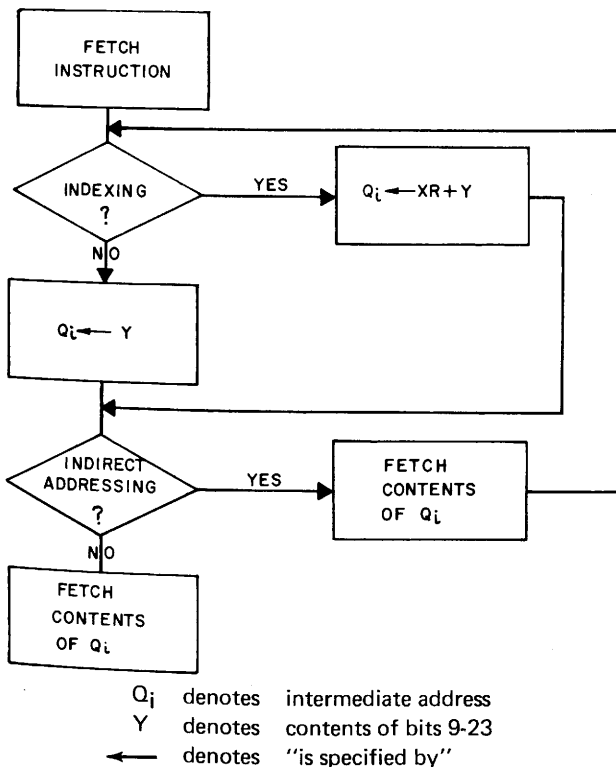 FETCH
INSTRUCTION
INDEXING
?
YES
Qi ← XR + Y
NO
Qi ← Y
INDIRECT
ADDRESSING
?
YES
FETCH
CONTENTS
OF Qi
NO
FETCH
CONTENTS
OF Qi
Qi denotes intermediate address
Y denotes contents of bits 9-23
← denotes "is specified by"